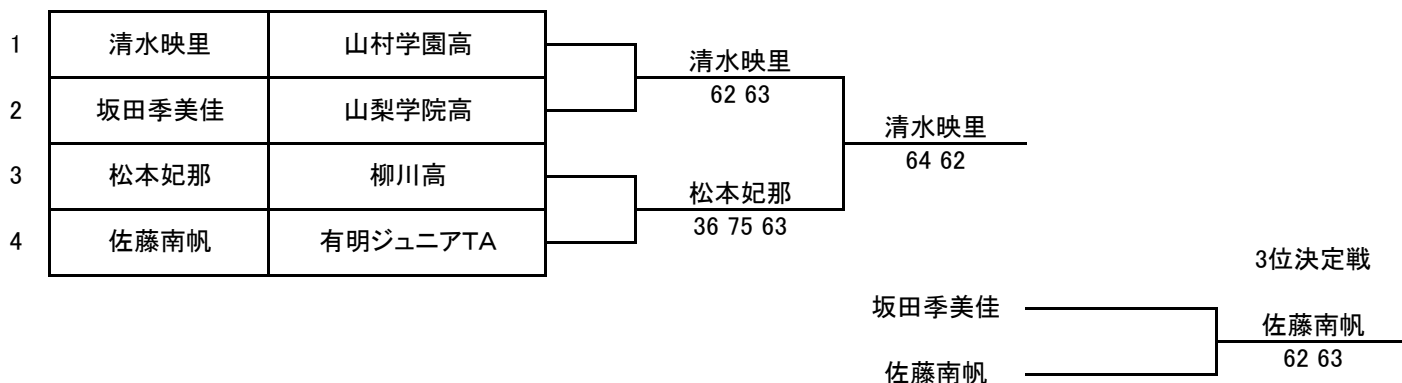 1 清水映里 山村学園高
清水映里
62 63
2 坂田季美佳 山梨学院高
清水映里
64 62
3 松本妃那 柳川高
松本妃那
36 75 63
4 佐藤南帆 有明ジュニアTA
3位決定戦
坂田季美佳
佐藤南帆
62 63
佐藤南帆